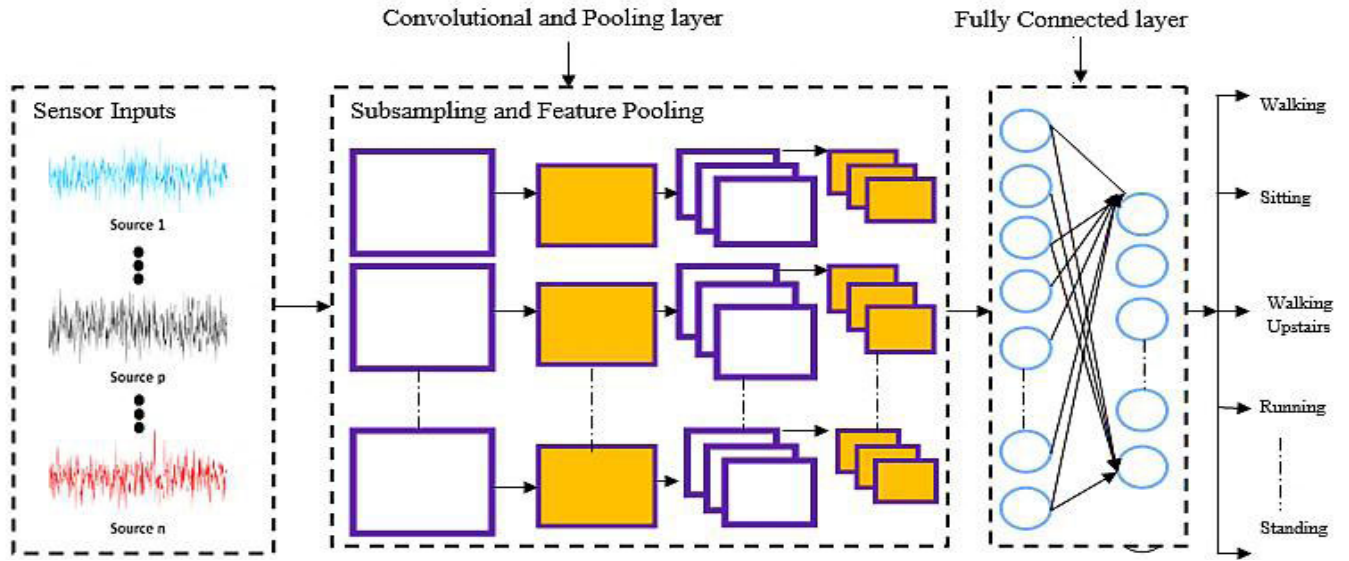 Convolutional and Pooling layer
Fully Connected layer
Sensor Inputs
Source 1
Source p
Source n
Subsampling and Feature Pooling
Walking
Sitting
Walking
Upstairs
Running
Standing